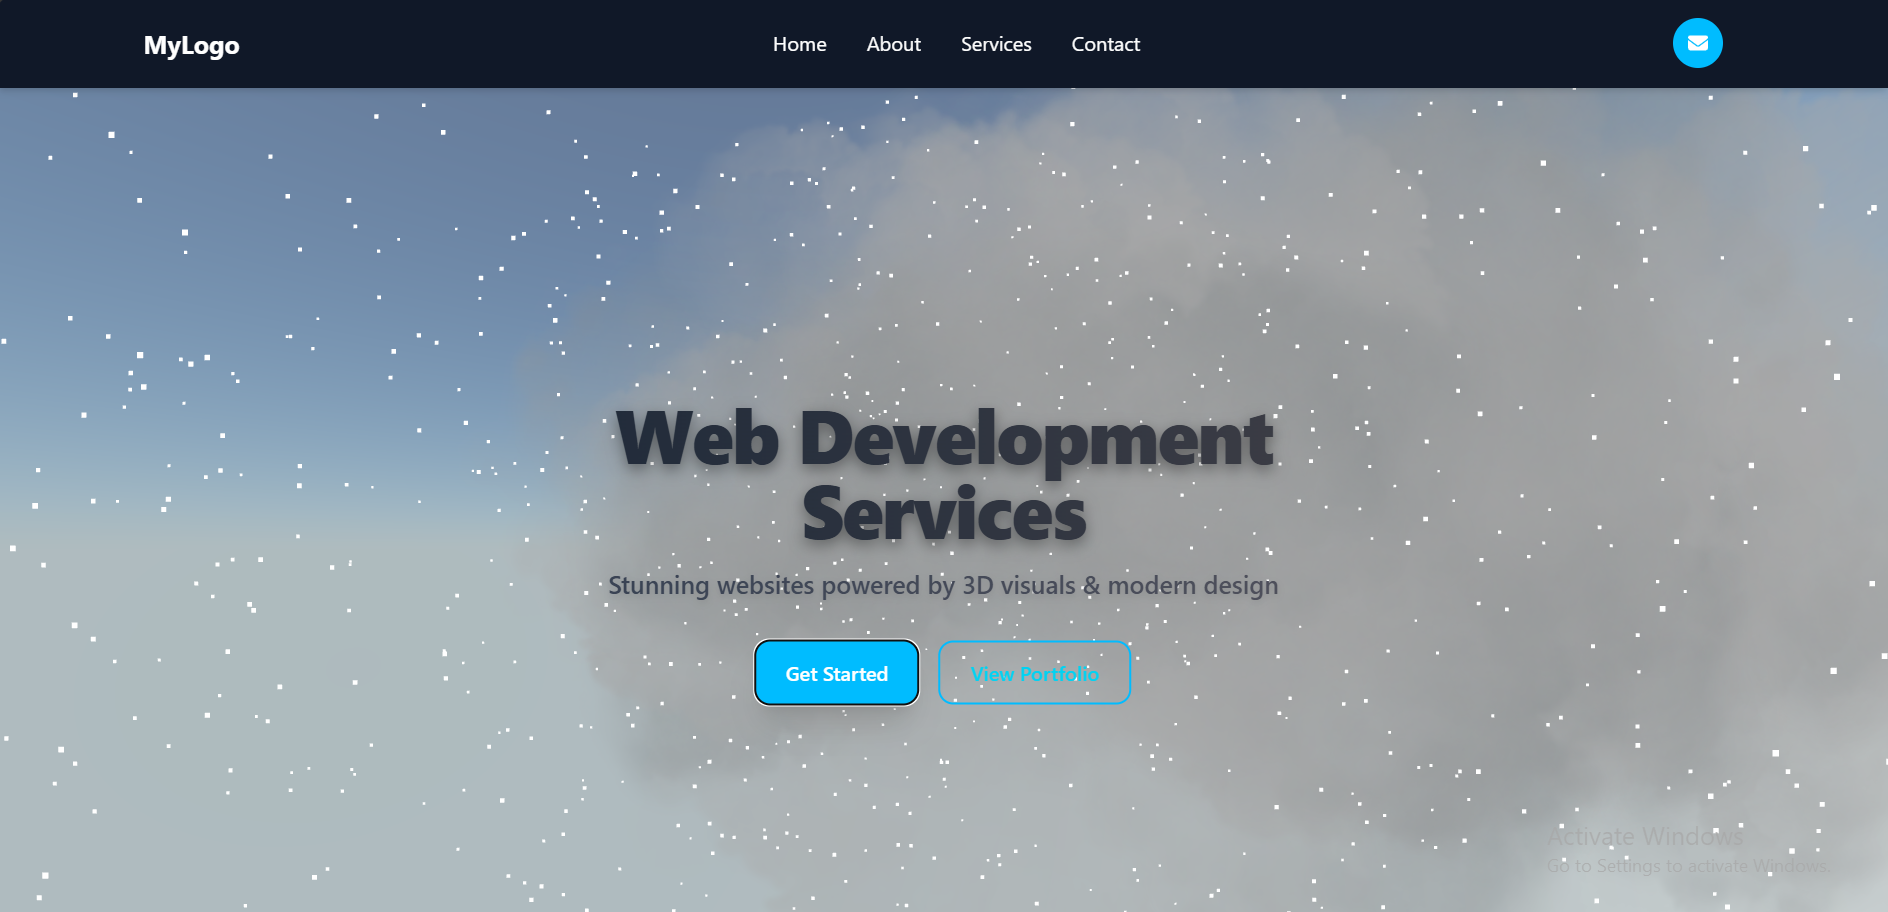 MyLogo
Home About Services Contact
Web Development
Services
Stunning websites powered by 3D visuals & modern design
Get Started View Portfolio
Activate Windows
Go to Settings to activate Windows.